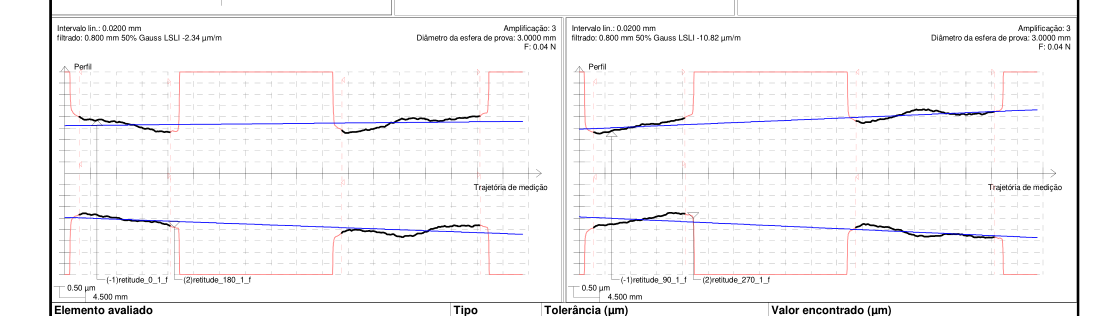 Intervalo lin.: 0.0200 mm
Amplificação: 3
filtrado: 0.800 mm 50% Gauss LSLI -2.34 µm/m
Diâmetro da esfera de prova: 3.0000 mm
F: 0.04 N
Perfil
Trajetória de medição
(-1)retitude_0_1_f
(2)retitude_180_1_f
0.50 µm
4.500 mm
Intervalo lin.: 0.0200 mm
Amplificação: 3
filtrado: 0.800 mm 50% Gauss LSLI -10.82 µm/m
Diâmetro da esfera de prova: 3.0000 mm
F: 0.04 N
Perfil
Trajetória de medição
(-1)retitude_90_1_f
(2)retitude_270_1_f
0.50 µm
4.500 mm
Elemento avaliado Tipo Tolerância (µm) Valor encontrado (µm)